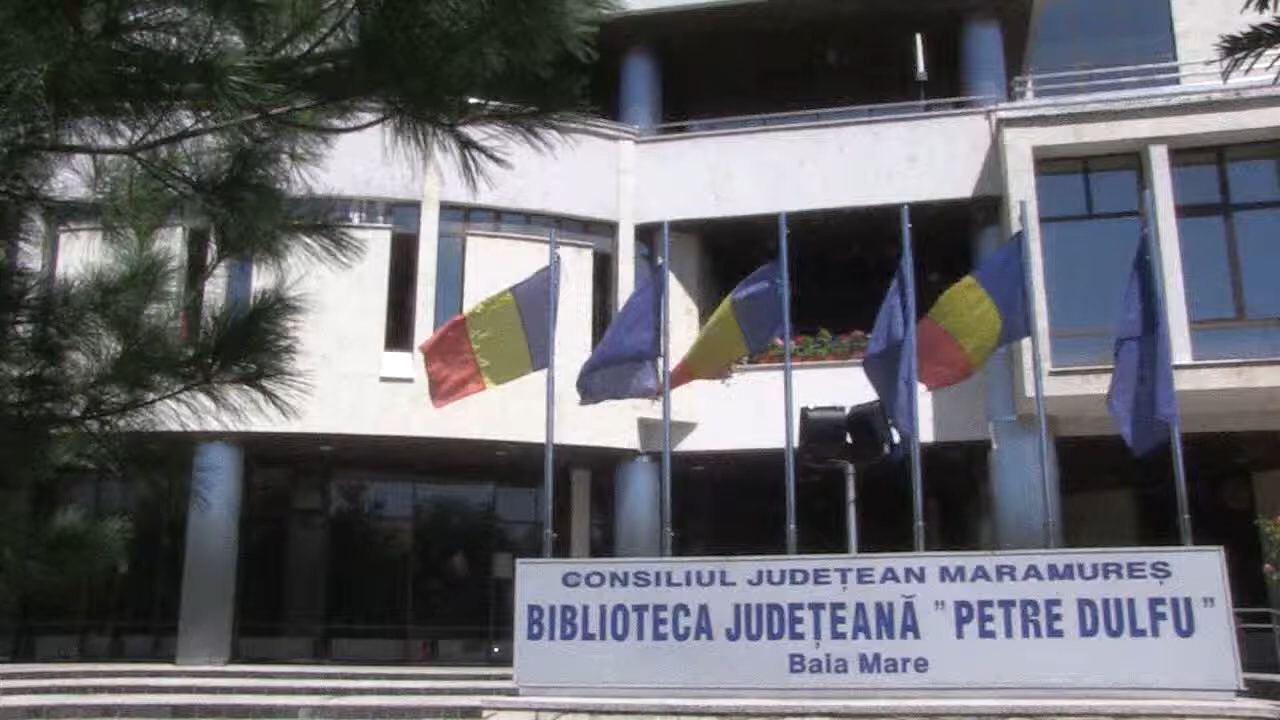 CONSILIUL JUDEȚEAN MARAMUREȘ
BIBLIOTECA JUDEȚEANĂ "PETRE DULFU"
Baia Mare